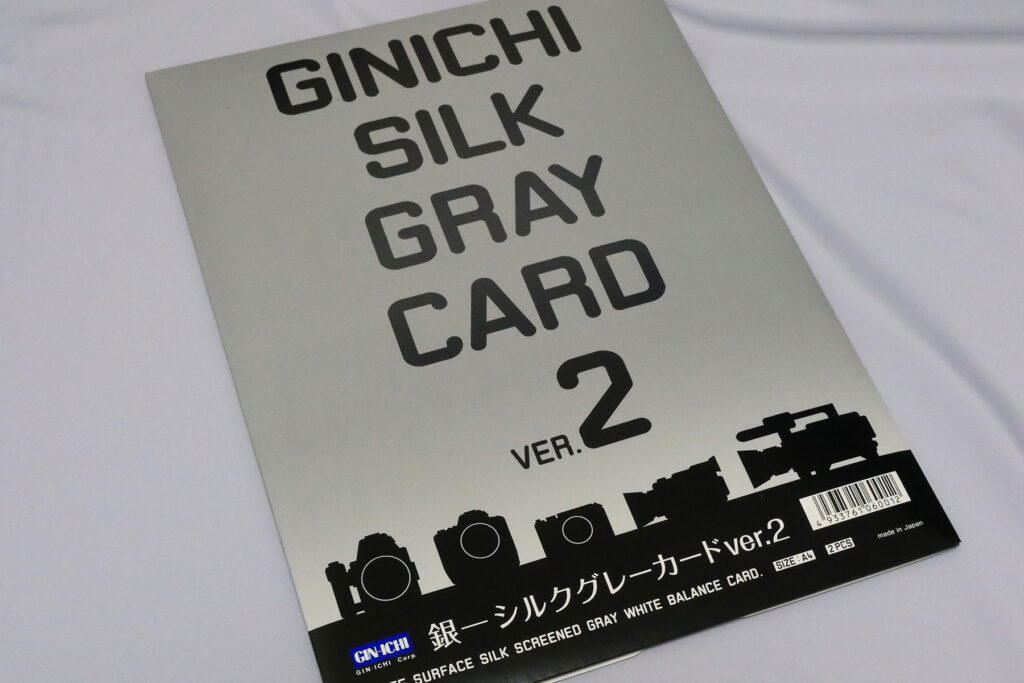 GINICHI
SILK
GRAY
CARD
VER.2
4 933761 060012
made in Japan
銀一シルクグレーカードver.2
SIZE:A4
2PCS
GIN-ICHI
GIN-ICHI Corp.
SURFACE SILK SCREENED GRAY WHITE BALANCE CARD.